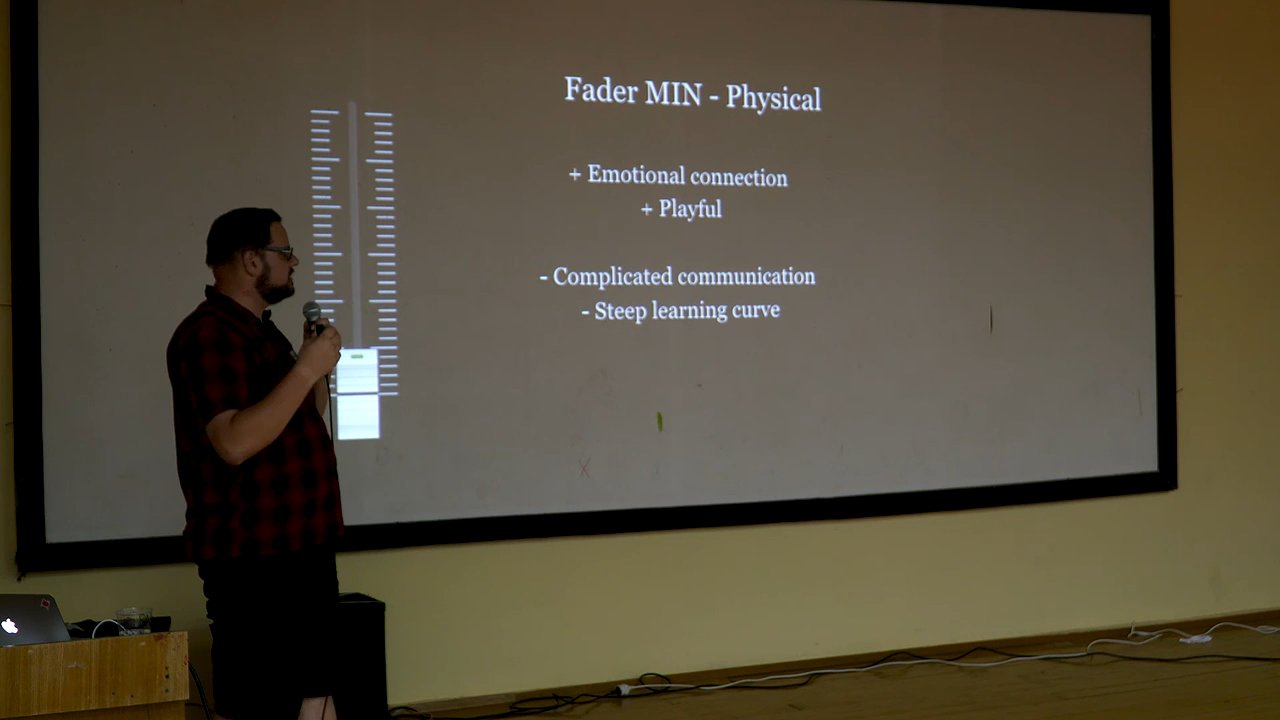 Fader MIN - Physical
+ Emotional connection
+ Playful
- Complicated communication
- Steep learning curve